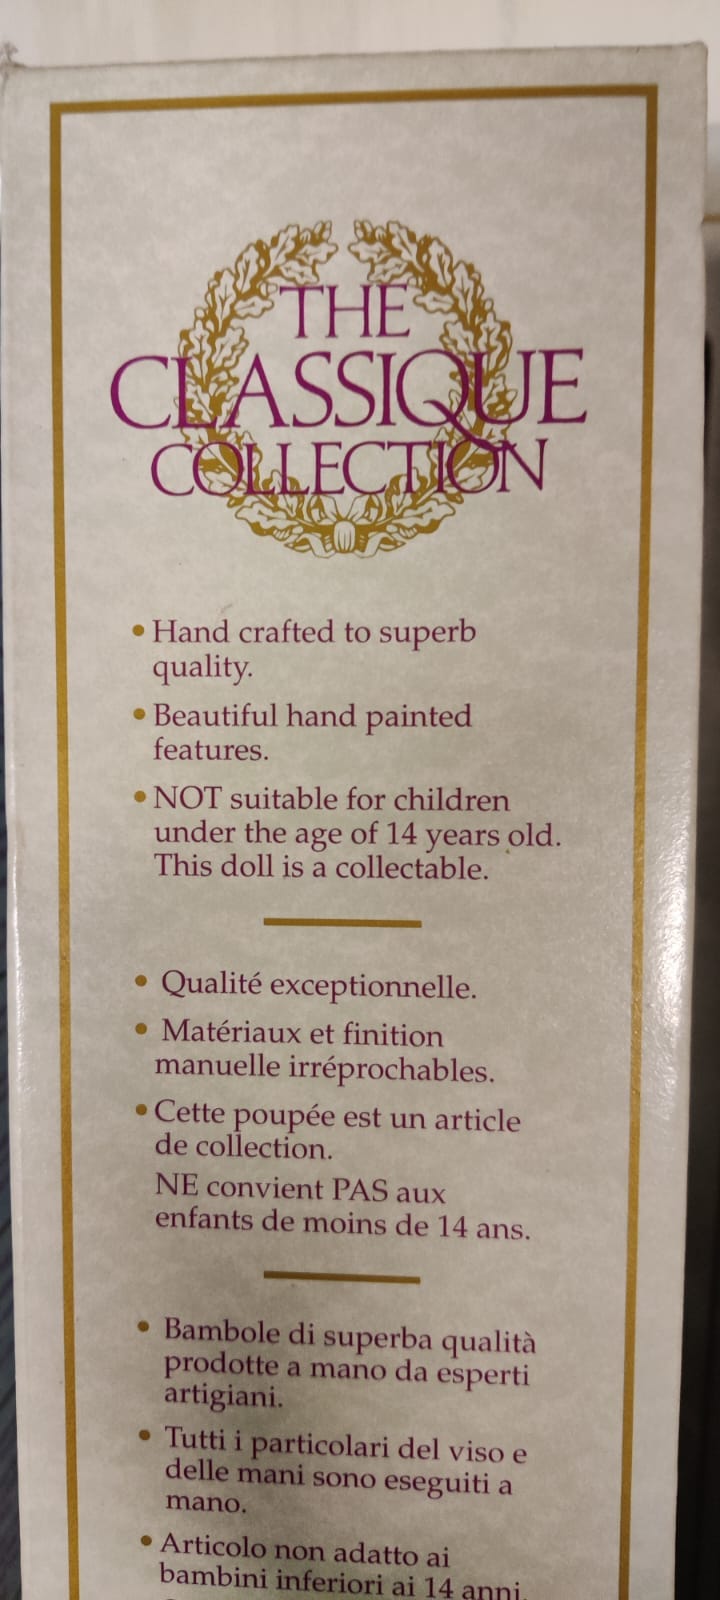 THE
CLASSIQUE
COLLECTION
• Hand crafted to superb
quality.
• Beautiful hand painted
features.
• NOT suitable for children
under the age of 14 years old.
This doll is a collectable.
• Qualité exceptionnelle.
• Matériaux et finition
manuelle irréprochables.
• Cette poupée est un article
de collection.
NE convient PAS aux
enfants de moins de 14 ans.
• Bambole di superba qualità
prodotte a mano da esperti
artigiani.
• Tutti i particolari del viso e
delle mani sono eseguiti a
mano.
• Articolo non adatto ai
bambini inferiori ai 14 anni.